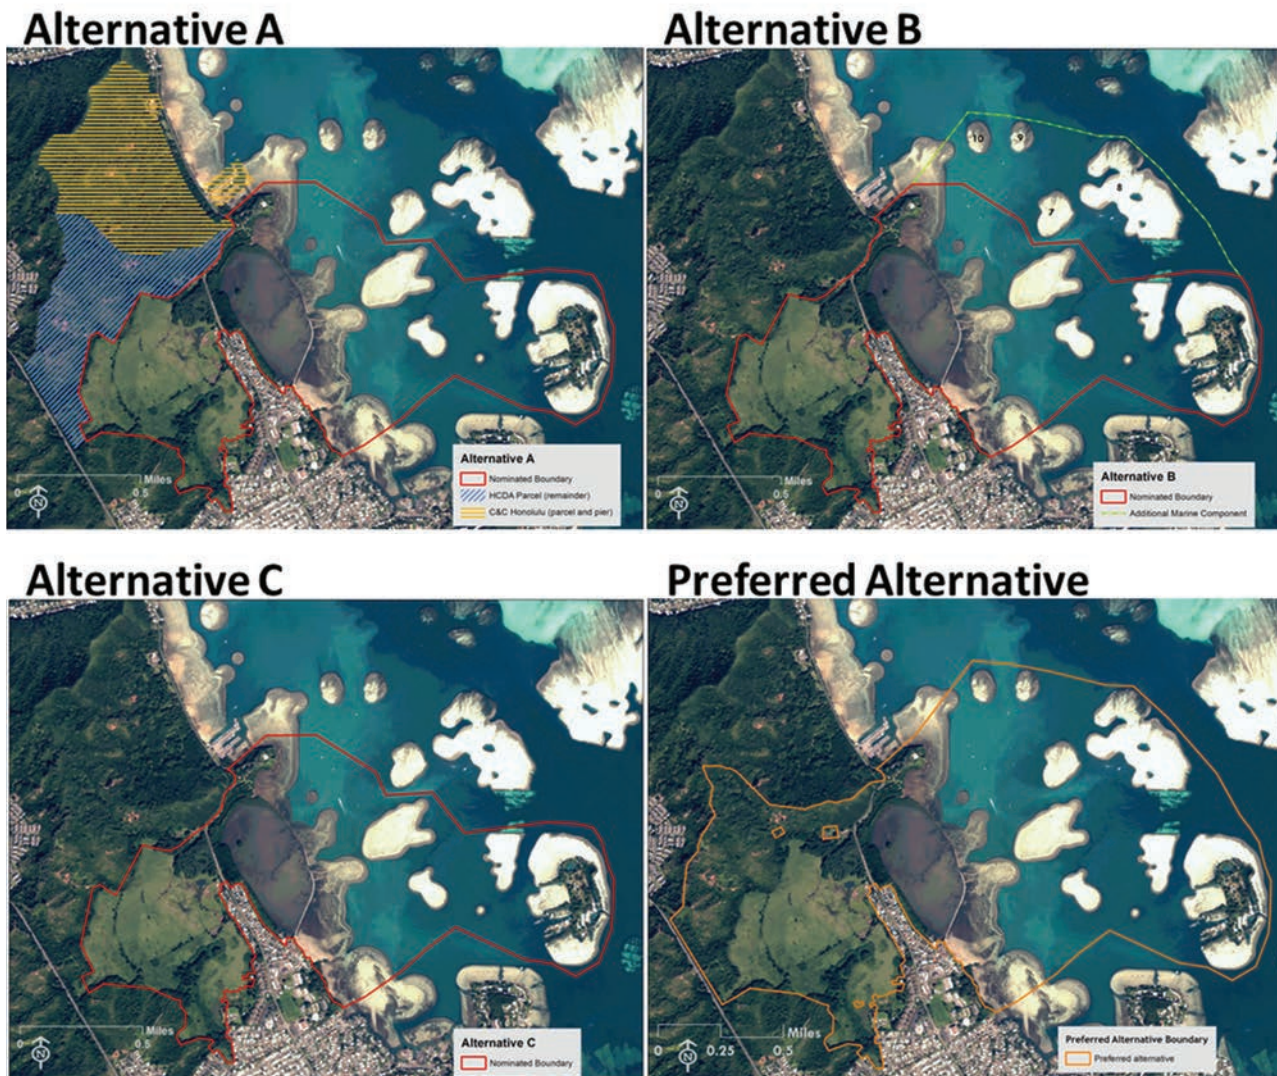 Alternative A
Alternative B
10
9
7
Miles
0
0.5
N
Alternative A
Nominated Boundary
HCDA Parcel (remainder)
C&C Honolulu (parcel and pier)
Miles
0
0.5
N
Alternative B
Nominated Boundary
Additional Marine Component
Alternative C
Preferred Alternative
Miles
0
0.5
N
Alternative C
Nominated Boundary
Miles
0
0.25
0.5
N
Preferred Alternative Boundary
Preferred alternative